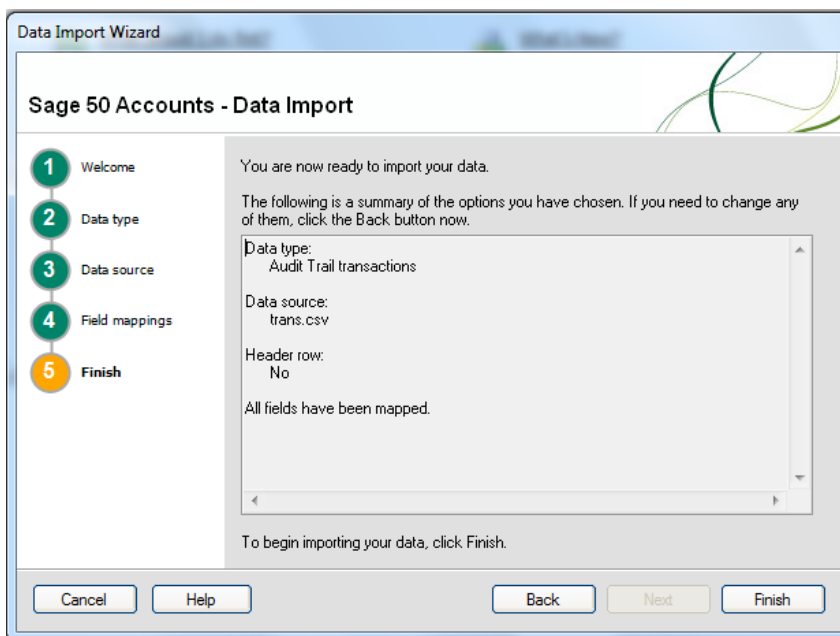 Data Import Wizard
Sage 50 Accounts - Data Import
1 Welcome
2 Data type
3 Data source
4 Field mappings
5 Finish
You are now ready to import your data.
The following is a summary of the options you have chosen. If you need to change any
of them, click the Back button now.
Data type:
Audit Trail transactions
Data source:
trans.csv
Header row:
No
All fields have been mapped.
To begin importing your data, click Finish.
Cancel Help Back Next Finish